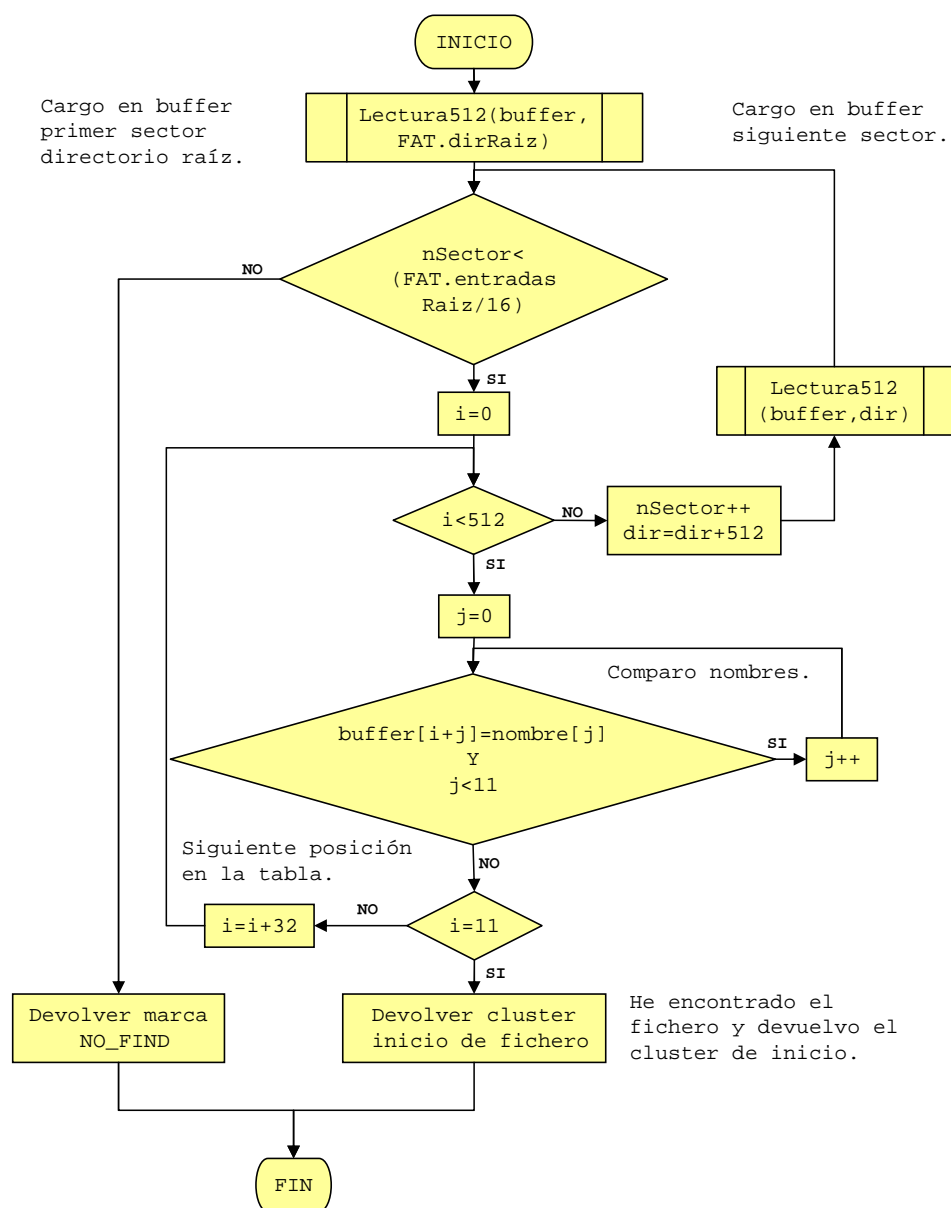 INICIO
Cargo en buffer
primer sector
directorio raíz.
Lectura512(buffer,
FAT.dirRaiz)
Cargo en buffer
siguiente sector.
nSector<
(FAT.entradas
Raiz/16)
NO
SI
i=0
Lectura512
(buffer,dir)
i<512
NO
nSector++
dir=dir+512
SI
j=0
Comparo nombres.
buffer[i+j]=nombre[j]
Y
j<11
SI
j++
NO
Siguiente posición
en la tabla.
i=i+32
NO
i=11
SI
Devolver marca
NO_FIND
Devolver cluster
inicio de fichero
He encontrado el
fichero y devuelvo el
cluster de inicio.
FIN